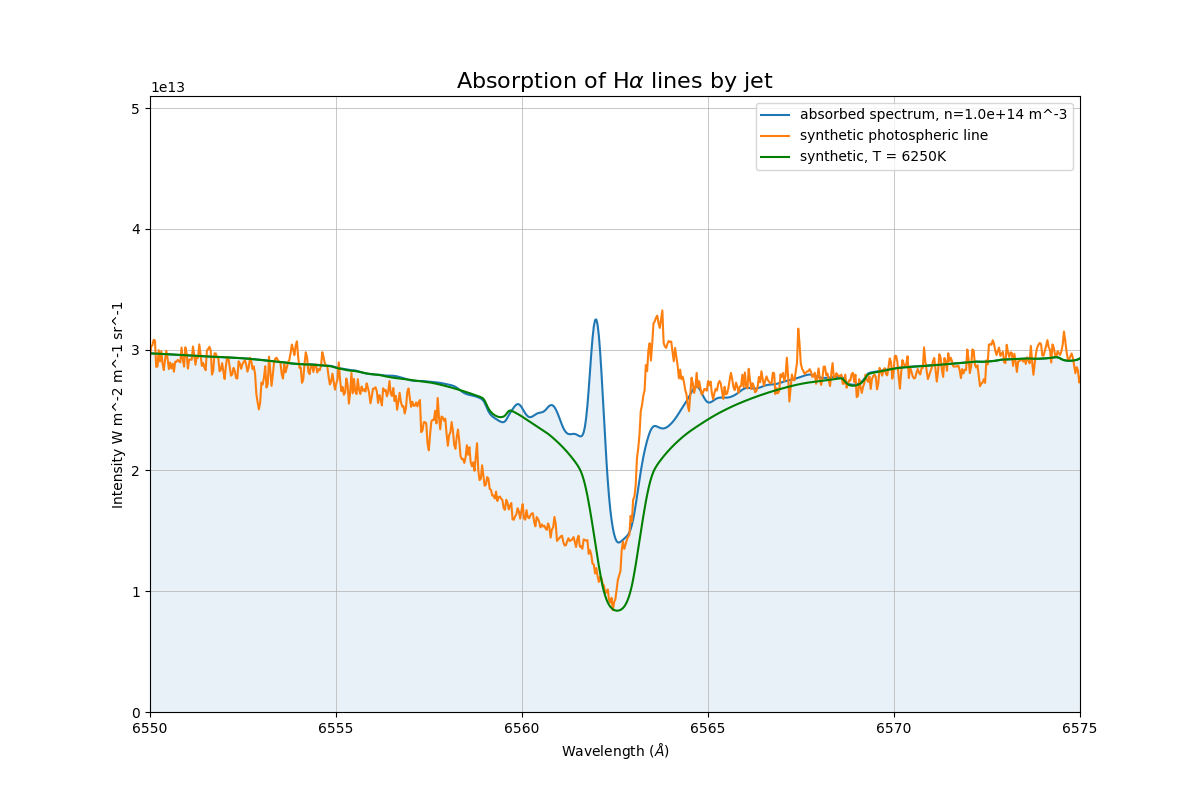 Absorption of Hα lines by jet
1e13
absorbed spectrum, n=1.0e+14 m^-3
synthetic photospheric line
synthetic, T = 6250K
5
4
3
2
1
0
Intensity W m^-2 m^-1 sr^-1
6550 6555 6560 6565 6570 6575
Wavelength (Å)